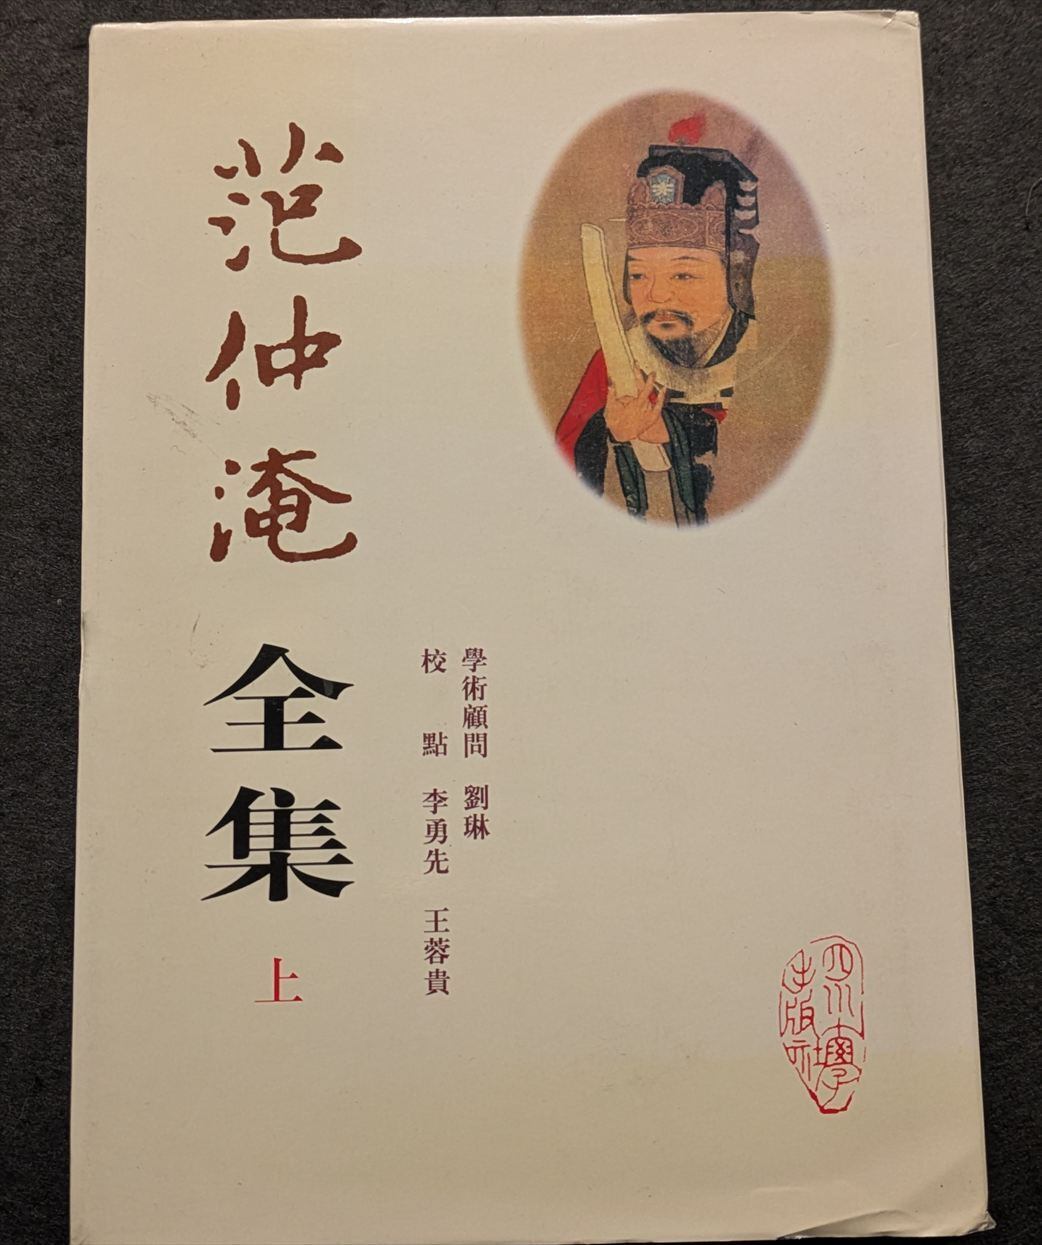 范仲淹全集 上
學術顧問 劉琳
校點 李勇先 王蓉貴
四川大學
出版社